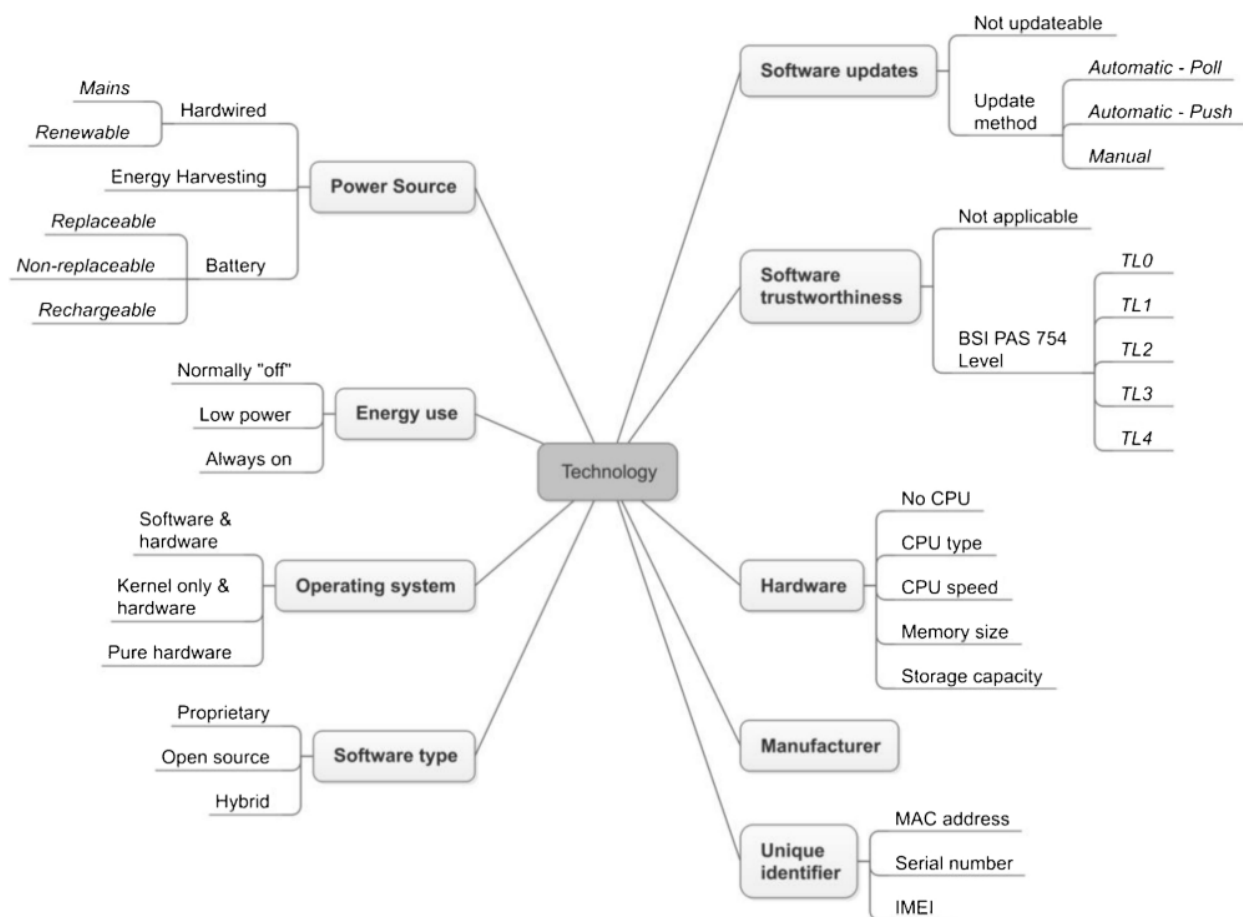 Technology
Power Source
Hardwired
Mains
Renewable
Energy Harvesting
Battery
Replaceable
Non-replaceable
Rechargeable
Energy use
Normally "off"
Low power
Always on
Operating system
Software &
hardware
Kernel only &
hardware
Pure hardware
Software type
Proprietary
Open source
Hybrid
Software updates
Not updateable
Update
method
Automatic - Poll
Automatic - Push
Manual
Software
trustworthiness
Not applicable
BSI PAS 754
Level
TL0
TL1
TL2
TL3
TL4
Hardware
No CPU
CPU type
CPU speed
Memory size
Storage capacity
Manufacturer
Unique
identifier
MAC address
Serial number
IMEI